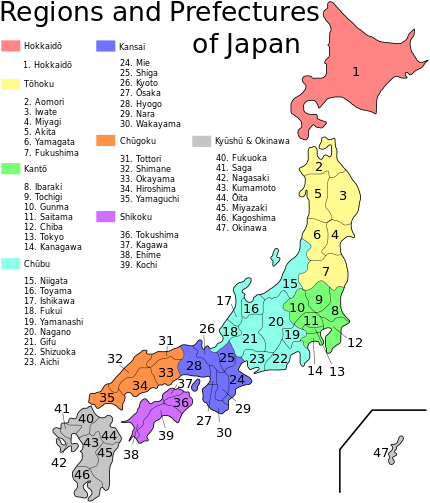 Regions and Prefectures
of Japan
Hokkaidō
1. Hokkaidō
Tōhoku
2. Aomori
3. Iwate
4. Miyagi
5. Akita
6. Yamagata
7. Fukushima
Kantō
8. Ibaraki
9. Tochigi
10. Gunma
11. Saitama
12. Chiba
13. Tokyo
14. Kanagawa
Chūbu
15. Niigata
16. Toyama
17. Ishikawa
18. Fukui
19. Yamanashi
20. Nagano
21. Gifu
22. Shizuoka
23. Aichi
Kansai
24. Mie
25. Shiga
26. Kyoto
27. Ōsaka
28. Hyogo
29. Nara
30. Wakayama
Chūgoku
31. Tottori
32. Shimane
33. Okayama
34. Hiroshima
35. Yamaguchi
Shikoku
36. Tokushima
37. Kagawa
38. Ehime
39. Kochi
Kyūshū & Okinawa
40. Fukuoka
41. Saga
42. Nagasaki
43. Kumamoto
44. Ōita
45. Miyazaki
46. Kagoshima
47. Okinawa
1
2
5
3
6
4
7
15
17
16
10
9
8
11
18
20
19
21
12
26
31
25
23
22
32
28
14
13
33
24
34
37
35
36
29
41
40
27
30
44
39
43
45
38
42
46
47